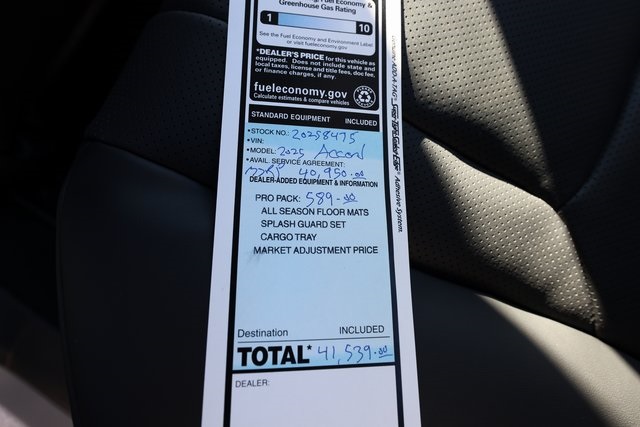 Fuel Economy &
Greenhouse Gas Rating
1 10
See the Fuel Economy and Environment Label
or visit fueleconomy.gov
*DEALER'S PRICE for this vehicle as
equipped. Does not include state and
local taxes, license and title fees, doc fee,
or finance charges, if any.
fueleconomy.gov
Calculate estimates & compare vehicles
STANDARD EQUIPMENT INCLUDED
• STOCK NO.: 20258475
• VIN:
• MODEL: 2025 Accord
• AVAIL. SERVICE AGREEMENT:
MSRP 40,950.00
DEALER-ADDED EQUIPMENT & INFORMATION
PRO PACK: 589.00
ALL SEASON FLOOR MATS
SPLASH GUARD SET
CARGO TRAY
MARKET ADJUSTMENT PRICE
Destination INCLUDED
TOTAL* 41,539.00
DEALER:
Adhesive System.